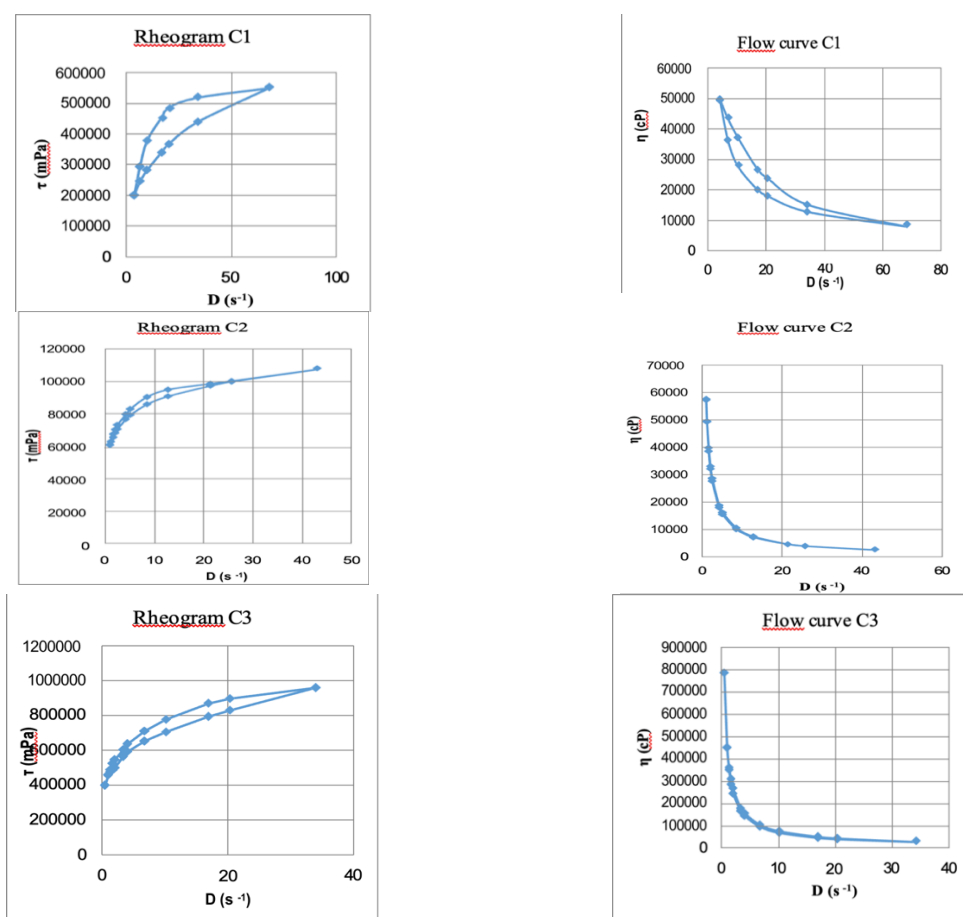 Rheogram C1
600000
500000
400000
300000
200000
100000
0
τ (mPa)
0 50 100
D (s⁻¹)
Flow curve C1
60000
50000
40000
30000
20000
10000
0
η (cP)
0 20 40 60 80
D (s ⁻¹)
Rheogram C2
120000
100000
80000
60000
40000
20000
0
τ (mPa)
0 10 20 30 40 50
D (s ⁻¹)
Flow curve C2
70000
60000
50000
40000
30000
20000
10000
0
η (cP)
0 20 40 60
D (s ⁻¹)
Rheogram C3
1200000
1000000
800000
600000
400000
200000
0
τ (mPa)
0 20 40
D (s ⁻¹)
Flow curve C3
900000
800000
700000
600000
500000
400000
300000
200000
100000
0
η (cP)
0 10 20 30 40
D (s⁻¹)